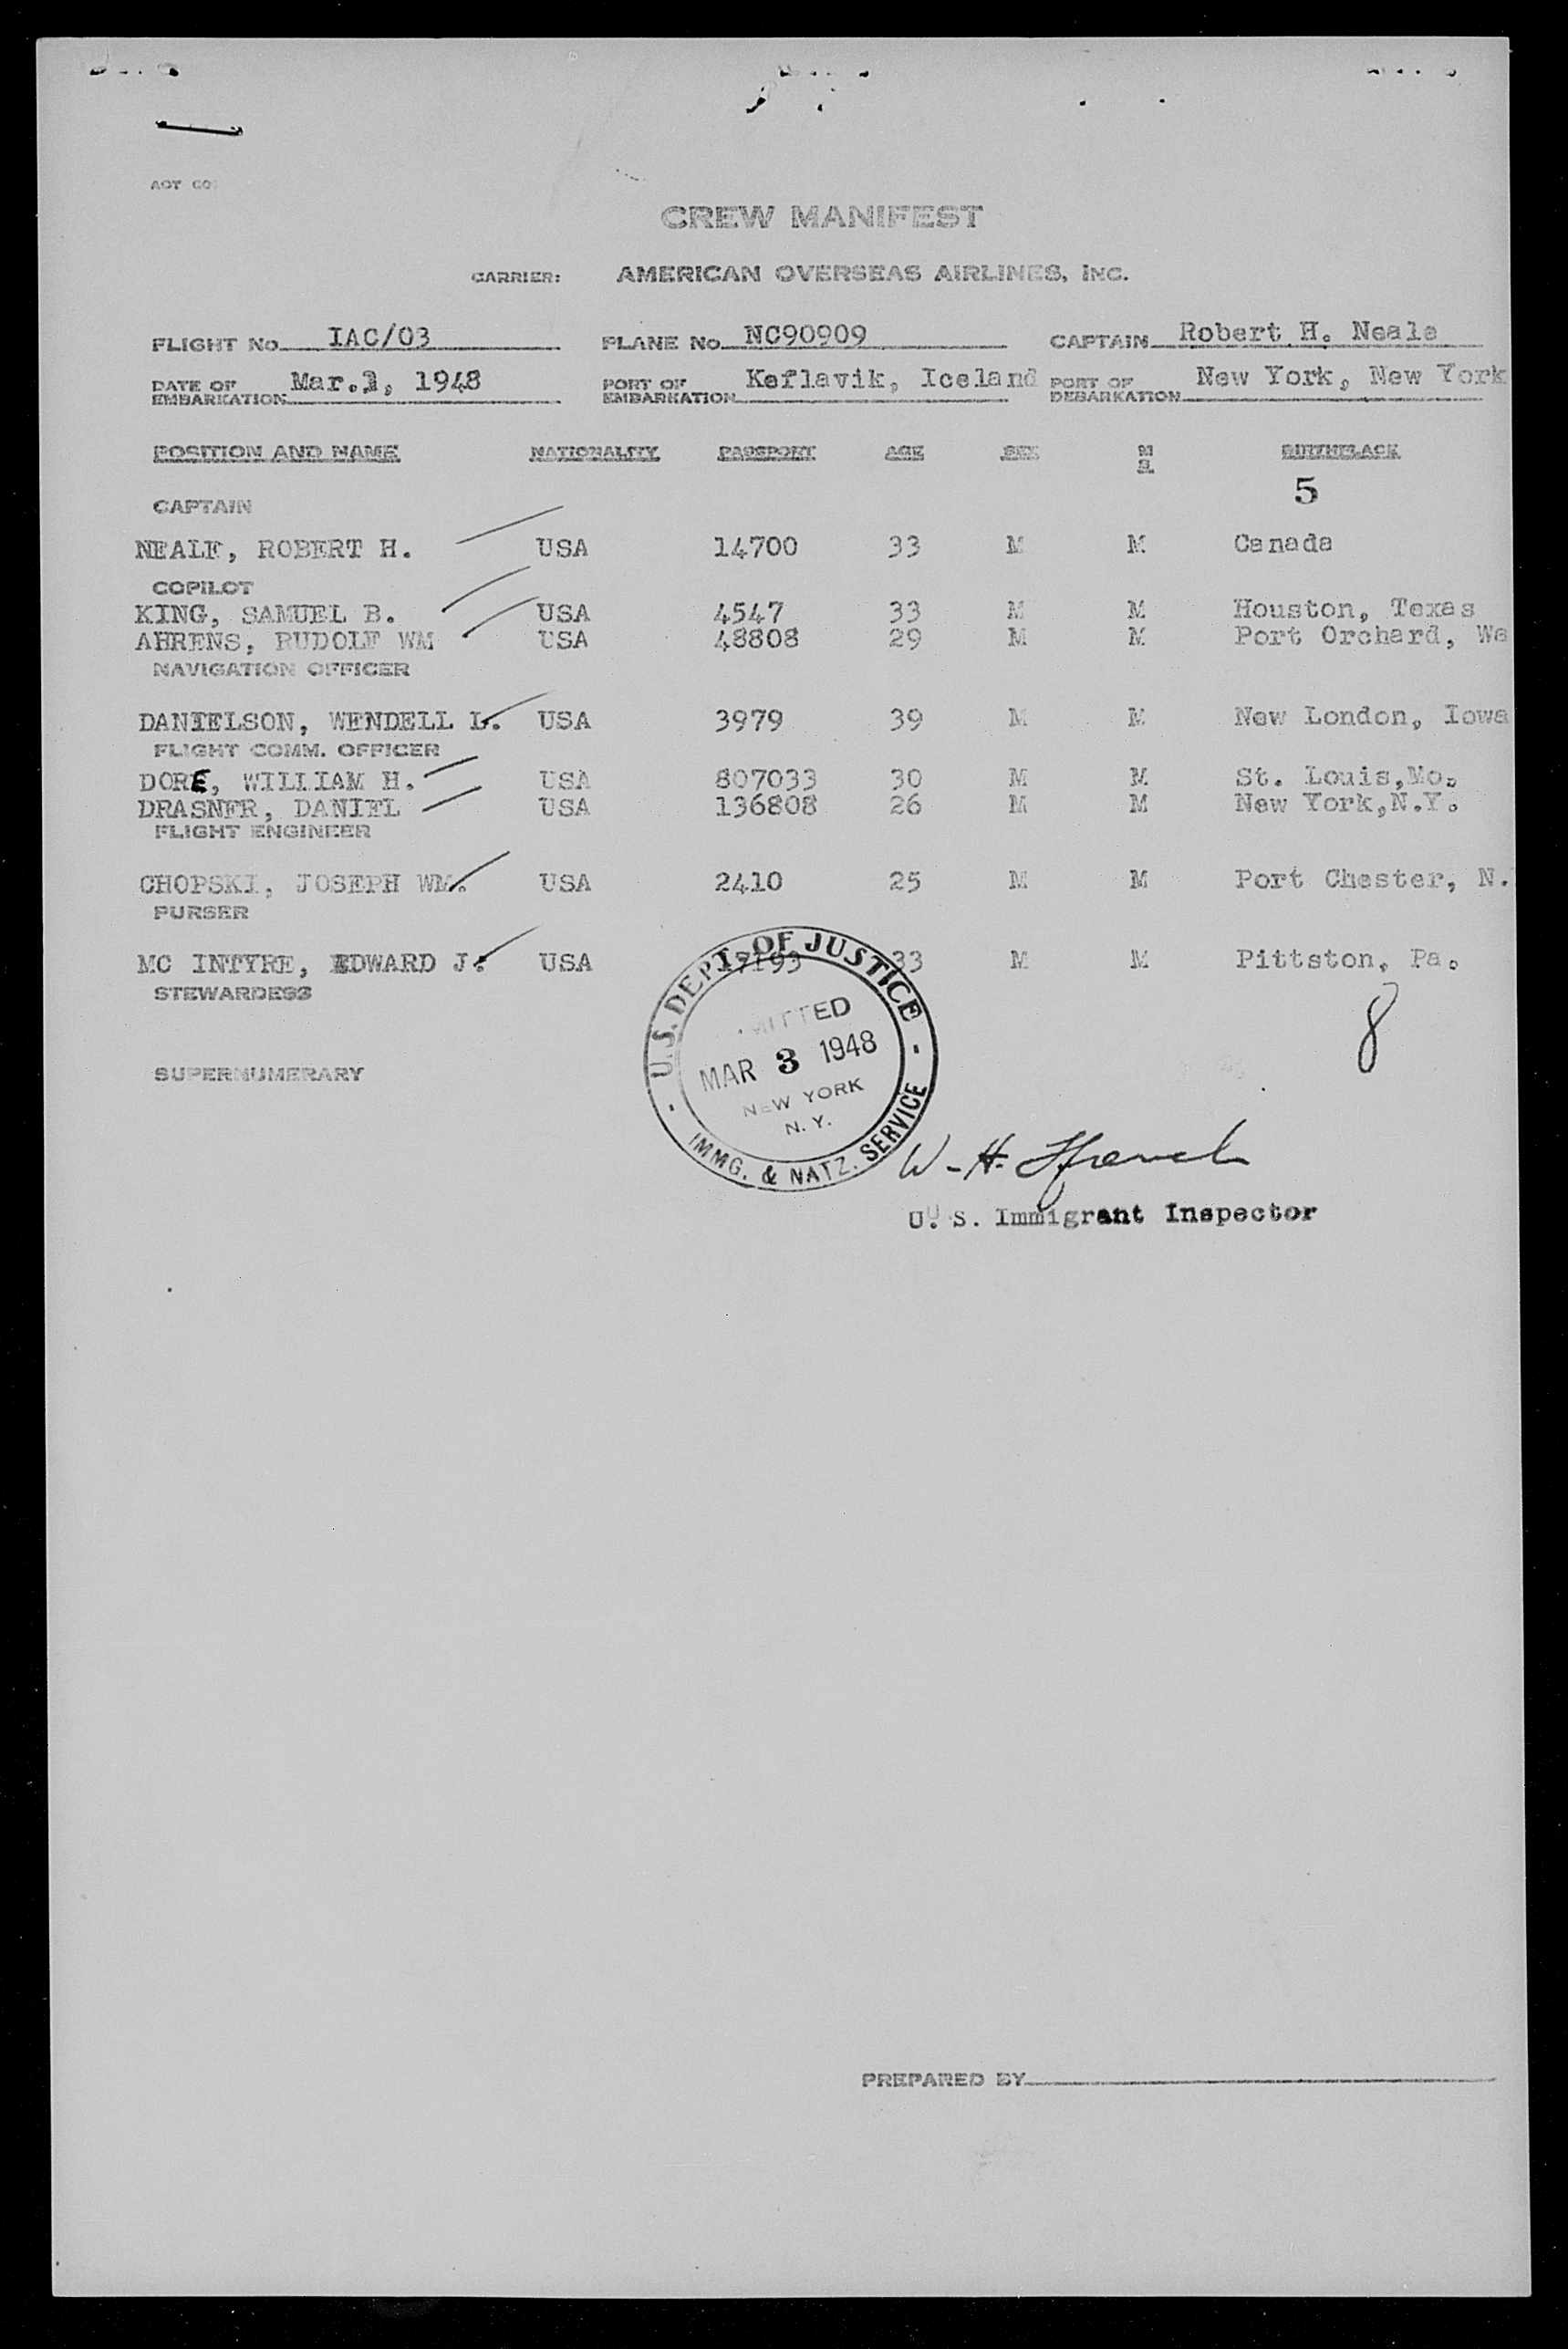 CREW MANIFEST
CARRIER: AMERICAN OVERSEAS AIRLINES, INC.
FLIGHT No IAC/03 PLANE No NC90909 CAPTAIN Robert H. Neale
DATE OF EMBARKATION Mar. 1948 PORT OF EMBARKATION Keflavik, Iceland PORT OF DEBARKATION New York, New York
POSITION AND NAME NATIONALITY PASSPORT AGE SEX M S BIRTHPLACE
5
CAPTAIN
NEALE, ROBERT H. USA 14700 33 M M Canada
COPILOT
KING, SAMUEL B. USA 4547 33 M M Houston, Texas
AHRENS, RUDOLF WM USA 48808 29 M M Port Orchard, Wa
NAVIGATION OFFICER
DANIELSON, WENDELL L. USA 3979 39 M M New London, Iowa
FLIGHT COMM. OFFICER
DORE, WILLIAM H. USA 807033 30 M M St. Louis,Mo.
DRASNER, DANIEL USA 136808 26 M M New York,N.Y.
FLIGHT ENGINEER
CHOPSKI, JOSEPH WM. USA 2410 25 M M Port Chester, N.
PURSER
MC INTYRE, EDWARD J. USA 33 M M Pittston, Pa.
STEWARDESS
8
SUPERNUMERARY
U.S. DEPT. OF JUSTICE
ADMITTED
MAR 3 1948
NEW YORK
N.Y.
IMMG. & NATZ. SERVICE
W. H.
U. S. Immigrant Inspector
PREPARED BY